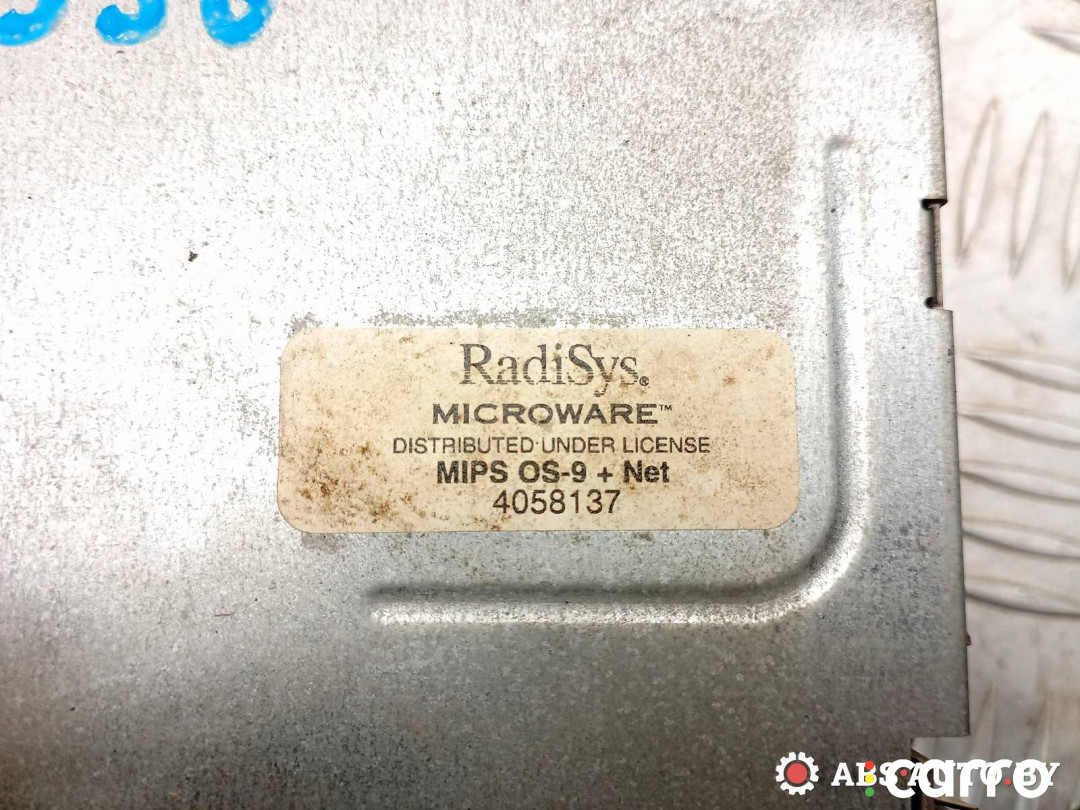 RadiSys®
MICROWARE™
DISTRIBUTED UNDER LICENSE
MIPS OS-9 + Net
4058137